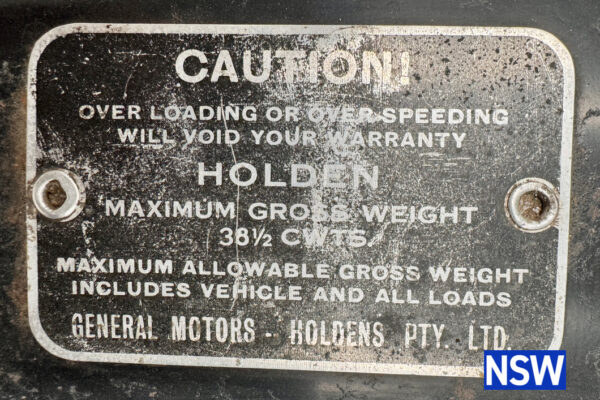 CAUTION!
OVER LOADING OR OVER SPEEDING
WILL VOID YOUR WARRANTY
HOLDEN
MAXIMUM GROSS WEIGHT
38½ CWTS
MAXIMUM ALLOWABLE GROSS WEIGHT
INCLUDES VEHICLE AND ALL LOADS
GENERAL MOTORS - HOLDENS PTY. LTD.
NSW